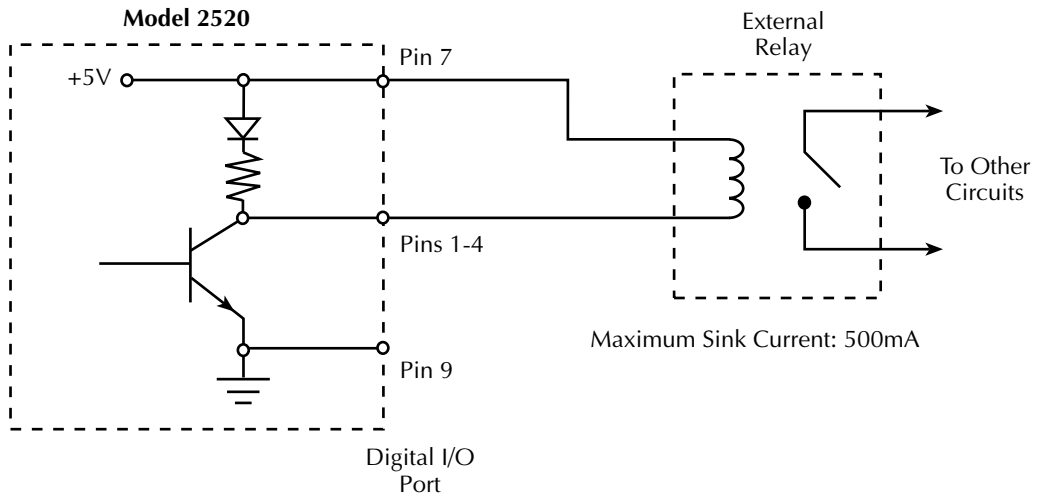 Model 2520
External
Relay
Pin 7
+5V
To Other
Circuits
Pins 1-4
Maximum Sink Current: 500mA
Pin 9
Digital I/O
Port